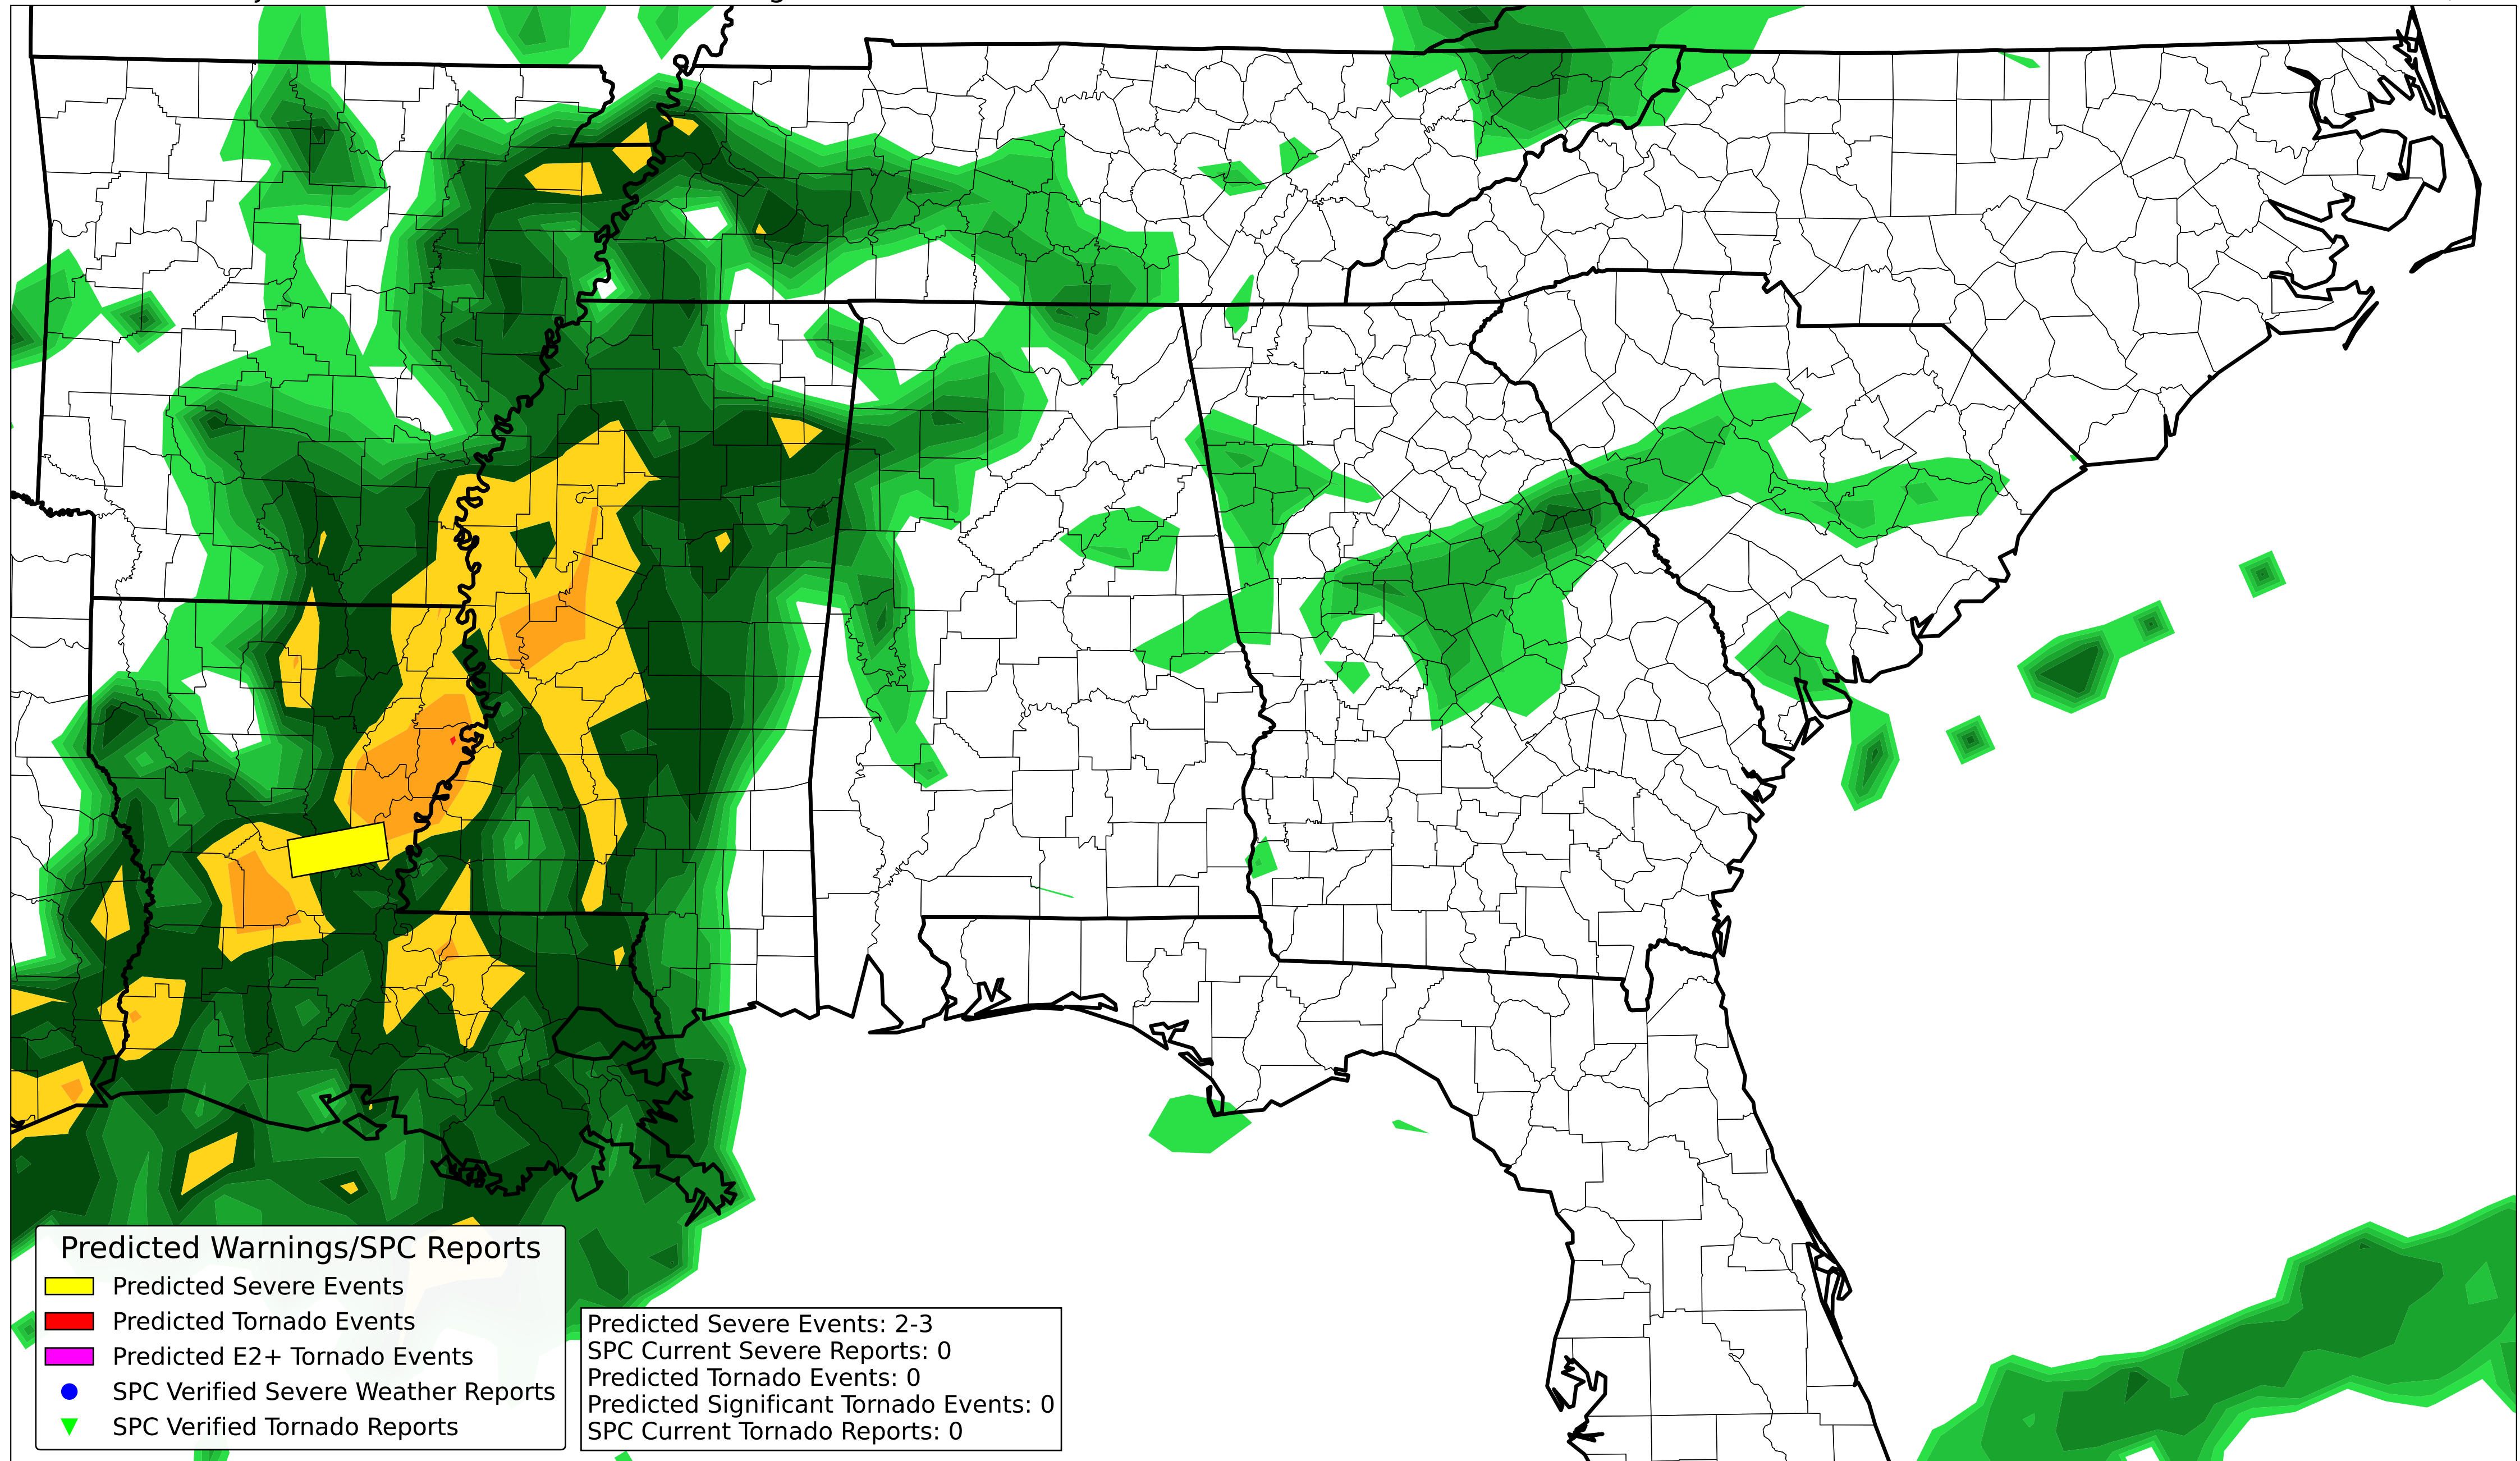 Predicted Warnings/SPC Reports
Predicted Severe Events
Predicted Tornado Events
Predicted E2+ Tornado Events
SPC Verified Severe Weather Reports
SPC Verified Tornado Reports
Predicted Severe Events: 2-3
SPC Current Severe Reports: 0
Predicted Tornado Events: 0
Predicted Significant Tornado Events: 0
SPC Current Tornado Reports: 0